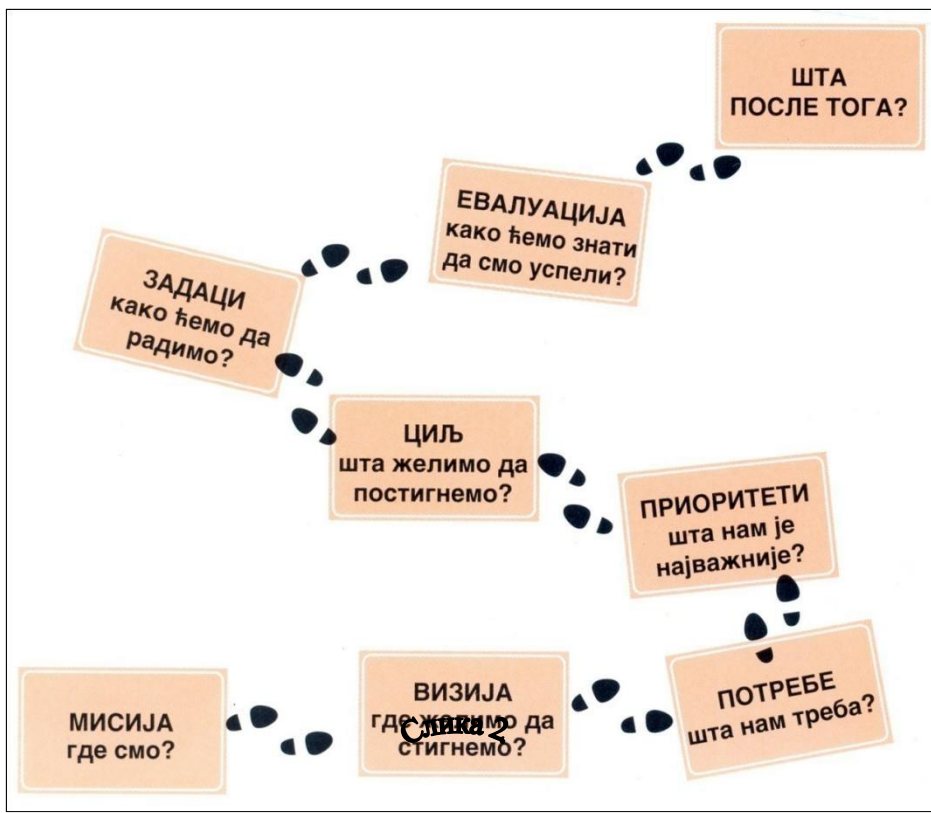 ШТА
ПОСЛЕ ТОГА?
ЕВАЛУАЦИЈА
како ћемо знати
да смо успели?
ЗАДАЦИ
како ћемо да
радимо?
ЦИЉ
шта желимо да
постигнемо?
ПРИОРИТЕТИ
шта нам је
најважније?
ПОТРЕБЕ
шта нам треба?
ВИЗИЈА
где желимо да
стигнемо?
Слика 2
МИСИЈА
где смо?